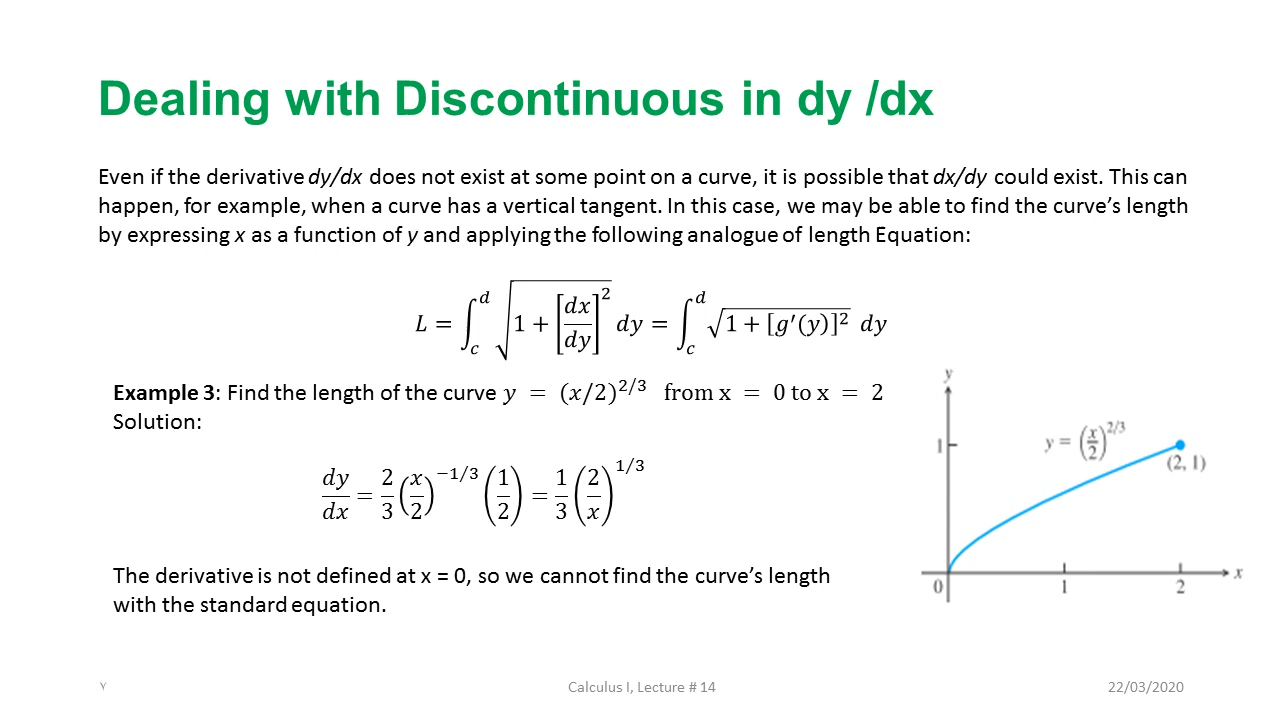 Dealing with Discontinuous in dy /dx
Even if the derivative dy/dx does not exist at some point on a curve, it is possible that dx/dy could exist. This can
happen, for example, when a curve has a vertical tangent. In this case, we may be able to find the curve’s length
by expressing x as a function of y and applying the following analogue of length Equation:
L = ∫_c^d √(1 + [dx/dy]²) dy = ∫_c^d √(1 + [g′(y)]²) dy
Example 3: Find the length of the curve y = (x/2)^{2/3} from x = 0 to x = 2
Solution:
dy/dx = 2/3 (x/2)^{−1/3} (1/2) = 1/3 (2/x)^{1/3}
The derivative is not defined at x = 0, so we cannot find the curve’s length
with the standard equation.
y
1
y = (x/2)^{2/3}
(2, 1)
x
0 1 2
٧ Calculus I, Lecture # 14 22/03/2020